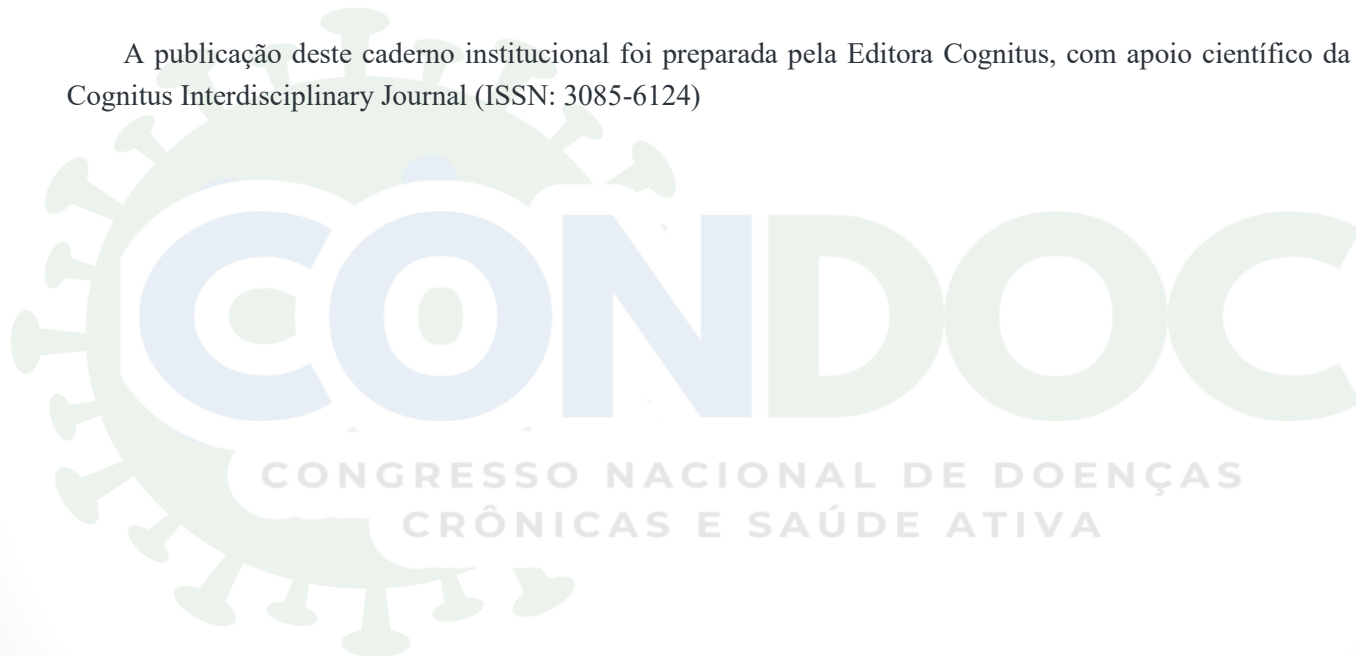 A publicação deste caderno institucional foi preparada pela Editora Cognitus, com apoio científico da
Cognitus Interdisciplinary Journal (ISSN: 3085-6124)
CONDOC
CONGRESSO NACIONAL DE DOENÇAS
CRÔNICAS E SAÚDE ATIVA